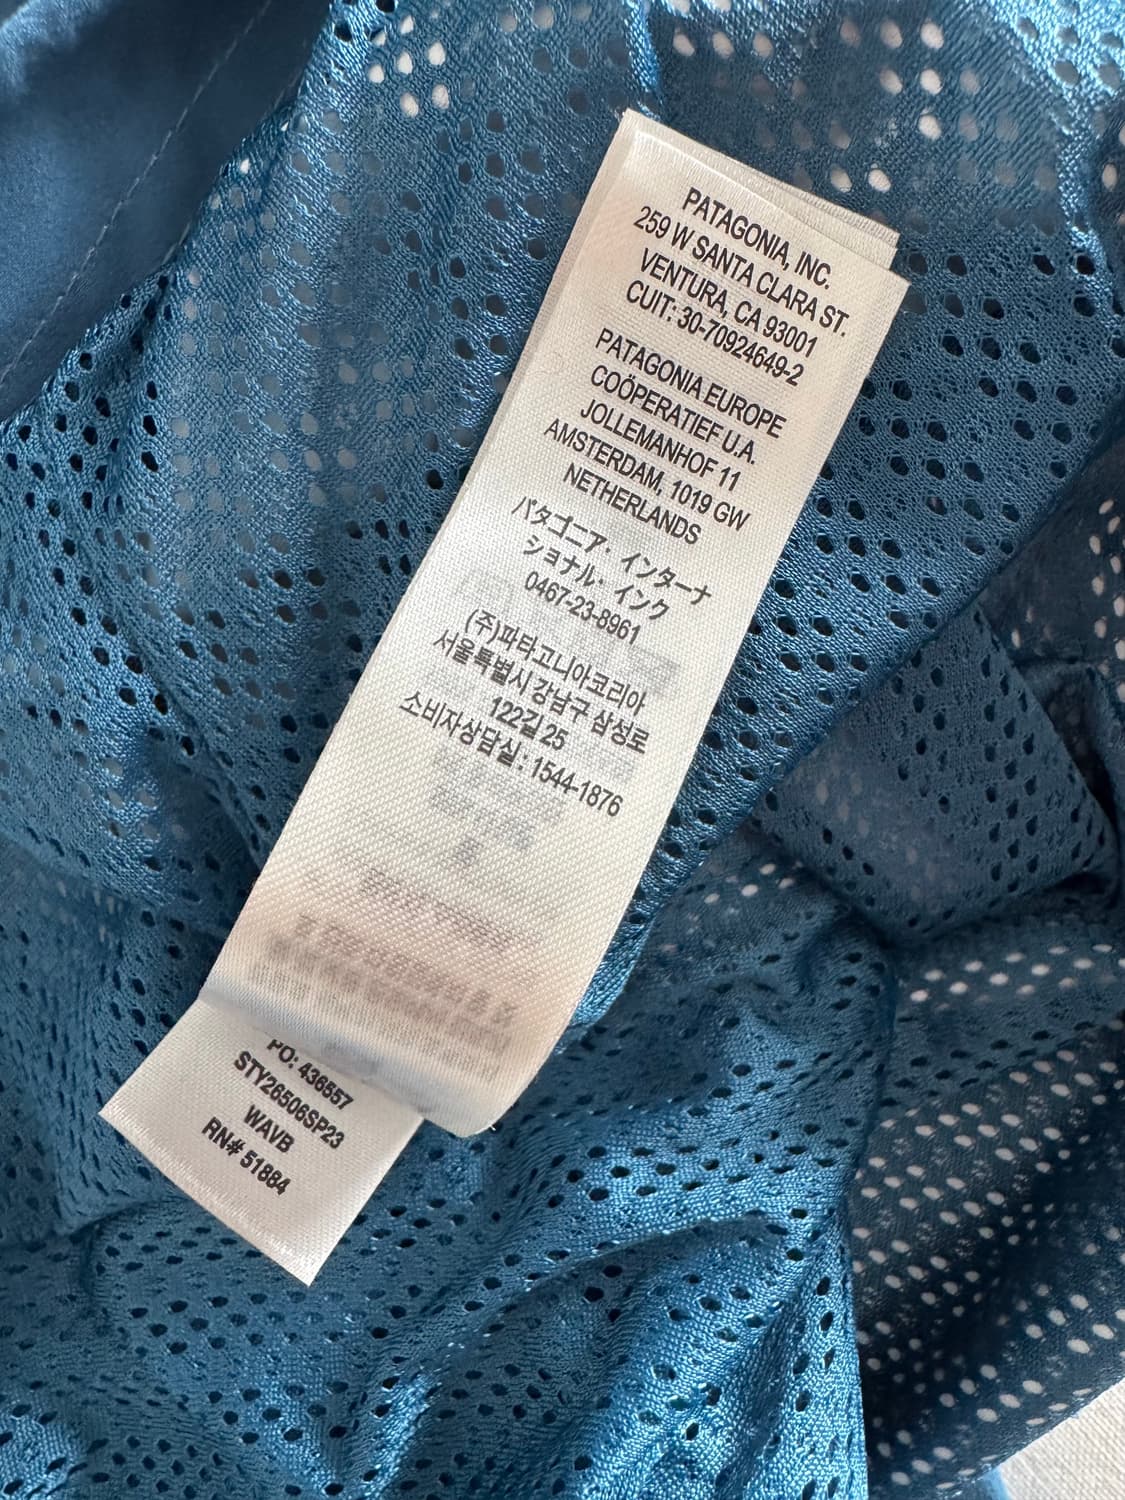 PATAGONIA, INC.
259 W SANTA CLARA ST.
VENTURA, CA 93001
CUIT: 30-70924649-2
PATAGONIA EUROPE
COÖPERATIEF U.A.
JOLLEMANHOF 11
AMSTERDAM, 1019 GW
NETHERLANDS
パタゴニア・インターナ
ショナル・インク
0467-23-8961
(주)파타고니아코리아
서울특별시 강남구 삼성로
122길 25
소비자상담실 : 1544-1876
PO: 436557
STY26506SP23
WAVB
RN# 51884